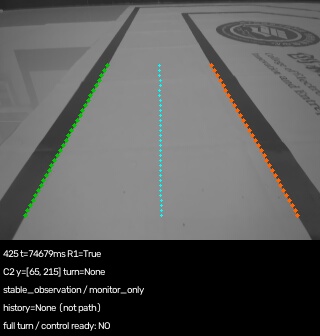 425 t=74679ms R1=True
C2 y=[65, 215] turn=None
stable_observation / monitor_only
history=None (not path)
full turn / control ready: NO